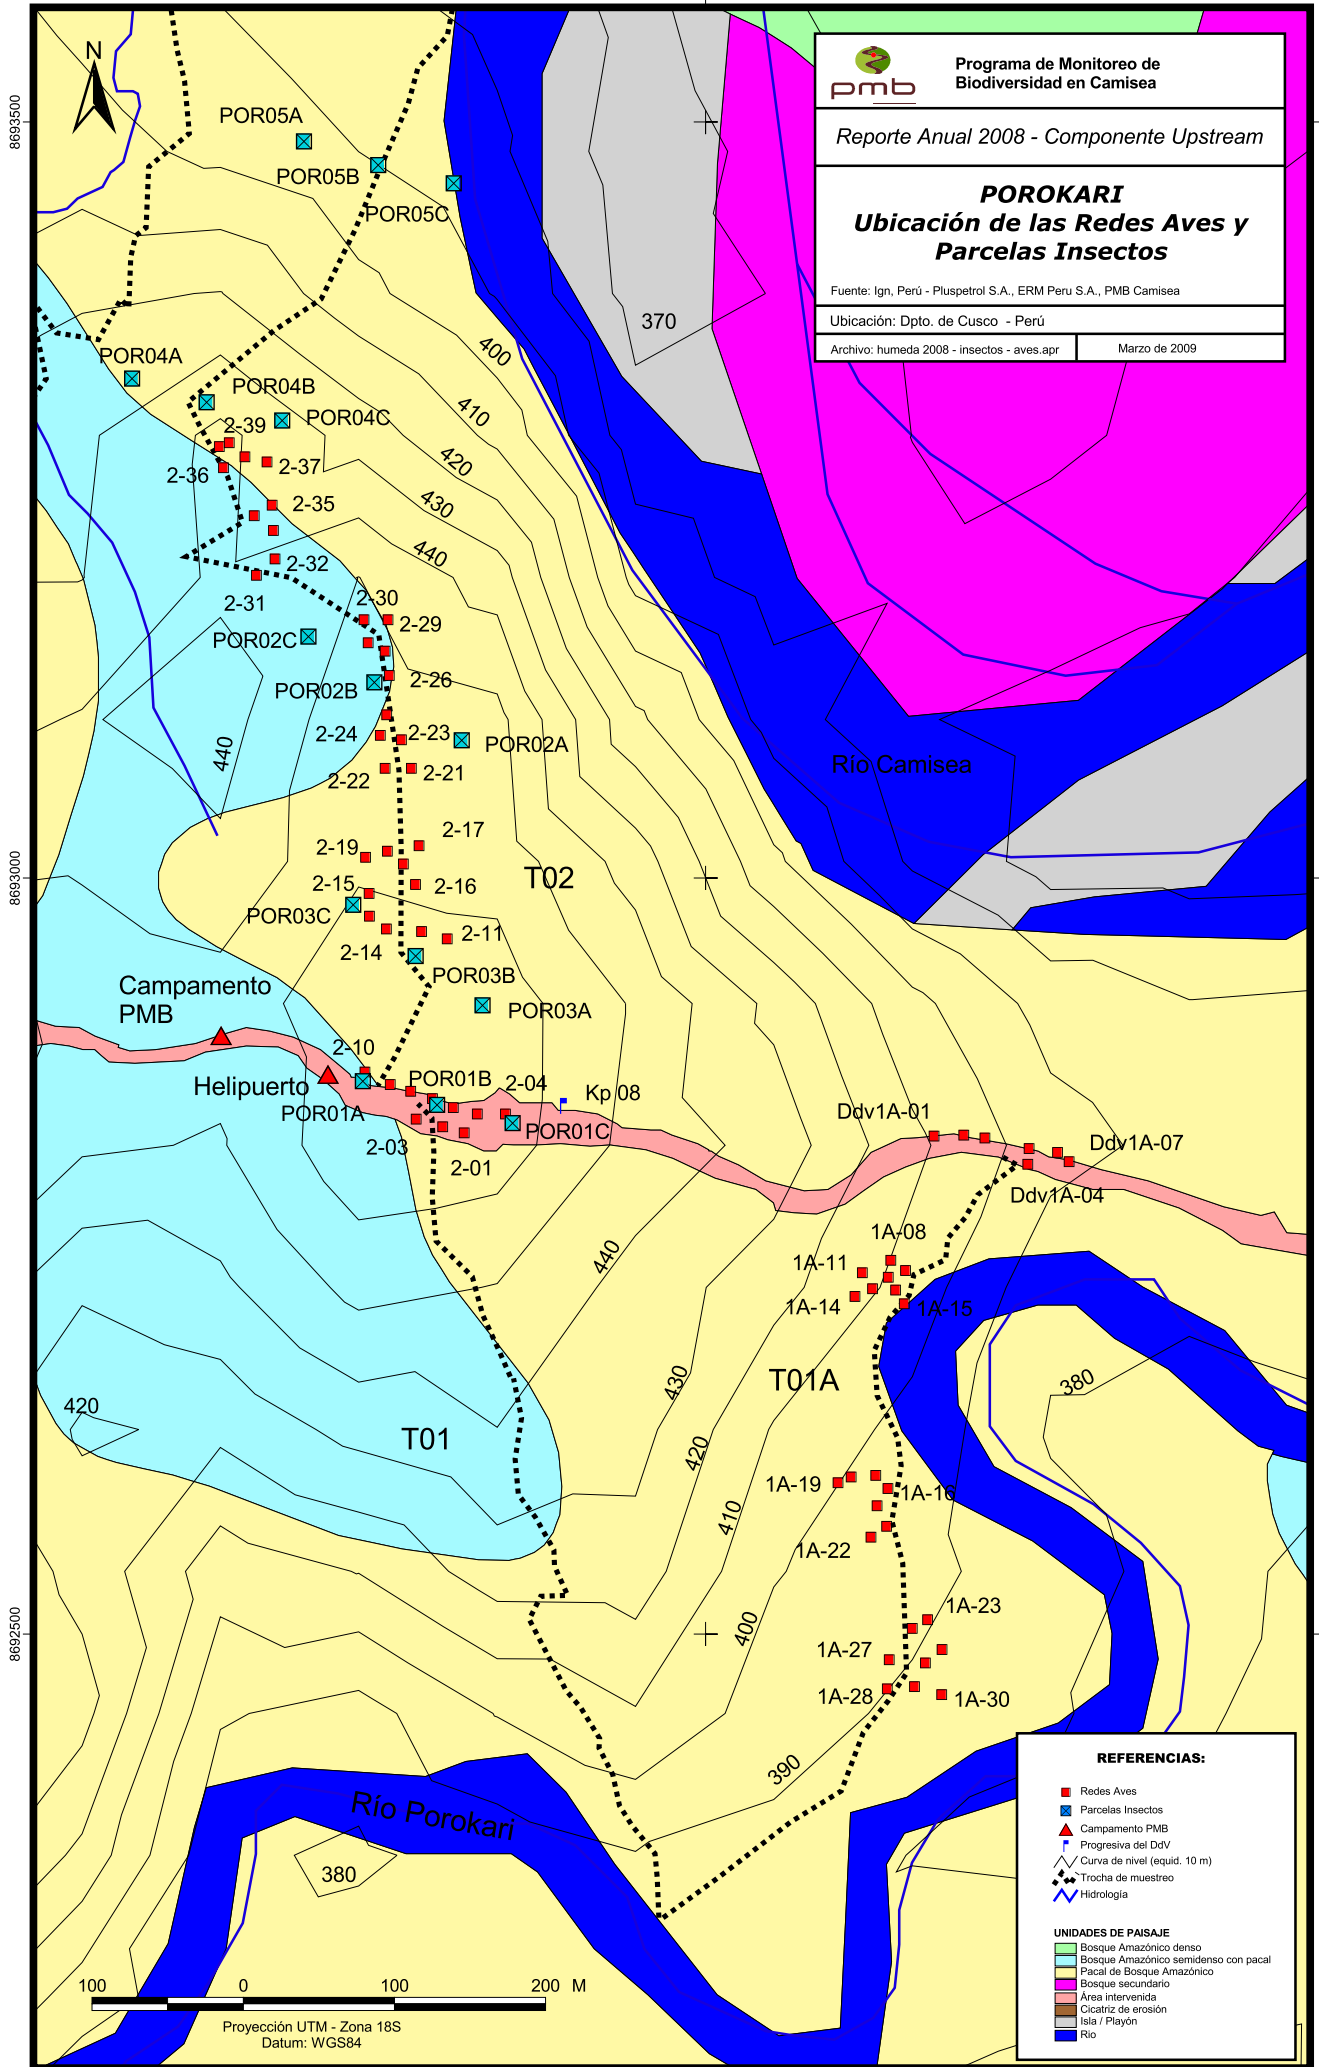 N
8693500
8693000
8692500
pmb
Programa de Monitoreo de
Biodiversidad en Camisea
Reporte Anual 2008 - Componente Upstream
POROKARI
Ubicación de las Redes Aves y
Parcelas Insectos
Fuente: Ign, Perú - Pluspetrol S.A., ERM Peru S.A., PMB Camisea
Ubicación: Dpto. de Cusco - Perú
Archivo: humeda 2008 - insectos - aves.apr
Marzo de 2009
POR05A
POR05B
POR05C
370
400
410
420
430
440
POR04A
POR04B
POR04C
2-39
2-36
2-37
2-35
2-32
2-31
2-30
2-29
POR02C
POR02B
2-26
440
2-24
2-23
POR02A
2-22
2-21
Río Camisea
2-19
2-17
T02
2-15
2-16
POR03C
2-14
2-11
POR03B
POR03A
Campamento
PMB
2-10
Helipuerto
POR01A
POR01B
2-04
Kp 08
POR01C
2-03
2-01
Ddv1A-01
Ddv1A-07
Ddv1A-04
1A-08
1A-11
1A-14
1A-15
440
430
T01A
380
420
T01
420
410
400
390
1A-19
1A-16
1A-22
1A-23
1A-27
1A-28
1A-30
Río Porokari
380
100 0 100 200 M
Proyección UTM - Zona 18S
Datum: WGS84
REFERENCIAS:
Redes Aves
Parcelas Insectos
Campamento PMB
Progresiva del DdV
Curva de nivel (equid. 10 m)
Trocha de muestreo
Hidrología
UNIDADES DE PAISAJE
Bosque Amazónico denso
Bosque Amazónico semidenso con pacal
Pacal de Bosque Amazónico
Bosque secundario
Área intervenida
Cicatriz de erosión
Isla / Playón
Rio